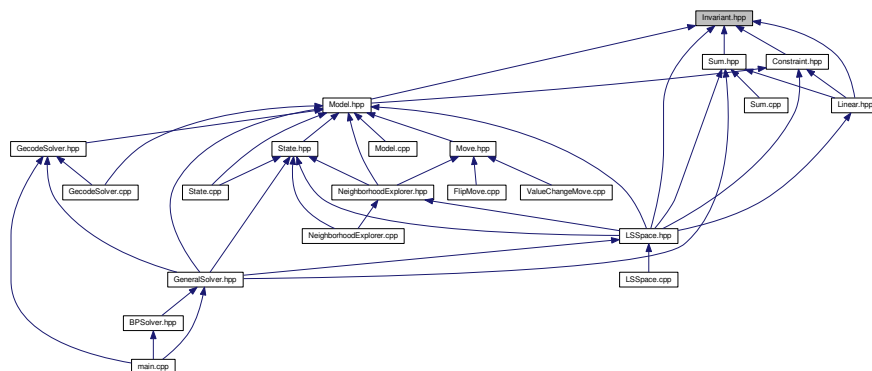 Invariant.hpp
Sum.hpp
Constraint.hpp
Model.hpp
Sum.cpp
Linear.hpp
GecodeSolver.hpp
State.hpp
Model.cpp
Move.hpp
GecodeSolver.cpp
State.cpp
NeighborhoodExplorer.hpp
FlipMove.cpp
ValueChangeMove.cpp
NeighborhoodExplorer.cpp
LSSpace.hpp
GeneralSolver.hpp
LSSpace.cpp
BPSolver.hpp
main.cpp